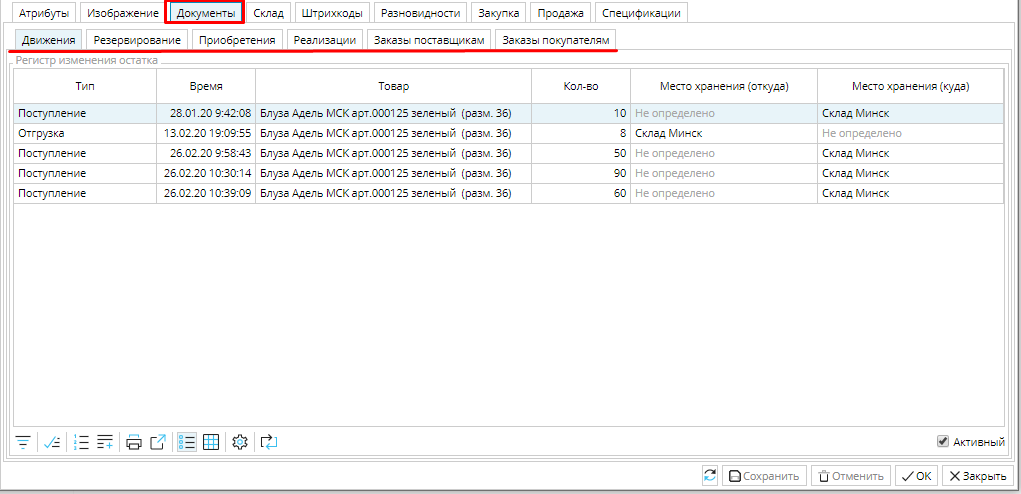 Атрибуты Изображение Документы Склад Штрихкоды Разновидности Закупка Продажа Спецификации
Движения Резервирование Приобретения Реализации Заказы поставщикам Заказы покупателям
Регистр изменения остатка
Тип Время Товар Кол-во Место хранения (откуда) Место хранения (куда)
Поступление 28.01.20 9:42:08 Блуза Адель МСК арт.000125 зеленый (разм. 36) 10 Не определено Склад Минск
Отгрузка 13.02.20 19:09:55 Блуза Адель МСК арт.000125 зеленый (разм. 36) 8 Склад Минск Не определено
Поступление 26.02.20 9:58:43 Блуза Адель МСК арт.000125 зеленый (разм. 36) 50 Не определено Склад Минск
Поступление 26.02.20 10:30:14 Блуза Адель МСК арт.000125 зеленый (разм. 36) 90 Не определено Склад Минск
Поступление 26.02.20 10:39:09 Блуза Адель МСК арт.000125 зеленый (разм. 36) 60 Не определено Склад Минск
Активный
Сохранить Отменить OK Закрыть